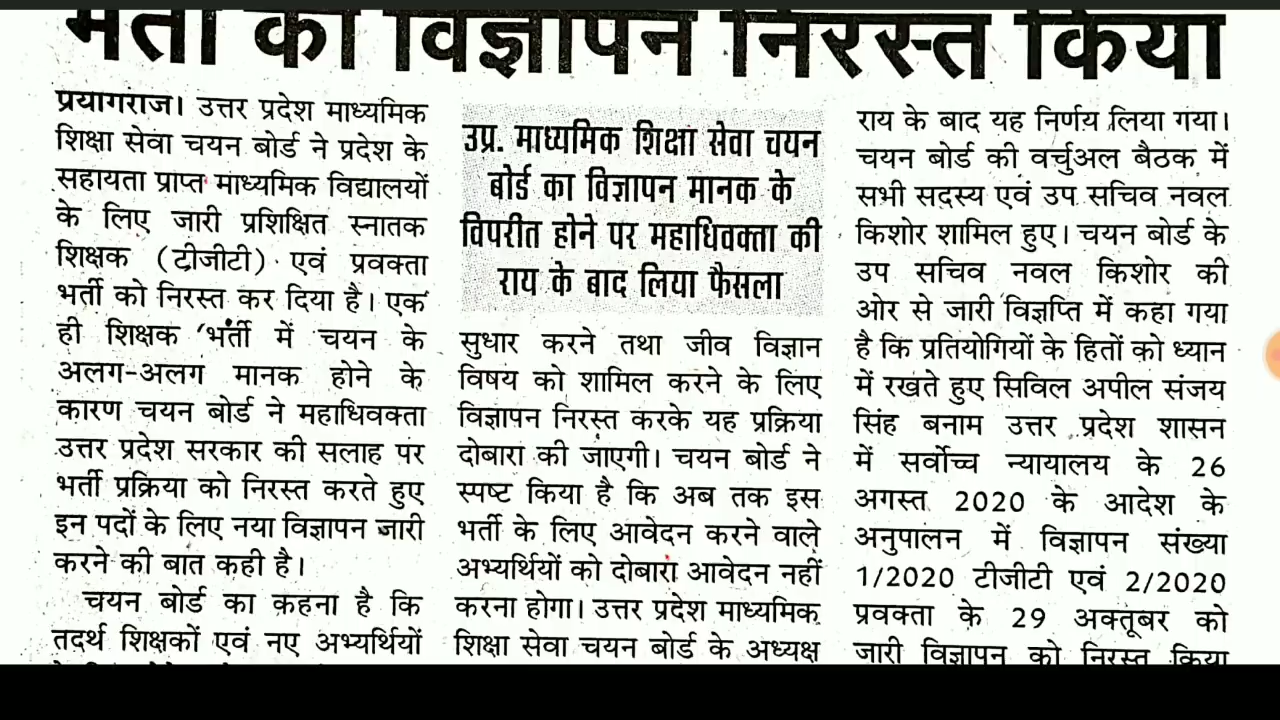 भर्ती का विज्ञापन निरस्त किया
प्रयागराज। उत्तर प्रदेश माध्यमिक
शिक्षा सेवा चयन बोर्ड ने प्रदेश के
सहायता प्राप्त माध्यमिक विद्यालयों
के लिए जारी प्रशिक्षित स्नातक
शिक्षक (टीजीटी) एवं प्रवक्ता
भर्ती को निरस्त कर दिया है। एक
ही शिक्षक भर्ती में चयन के
अलग-अलग मानक होने के
कारण चयन बोर्ड ने महाधिवक्ता
उत्तर प्रदेश सरकार की सलाह पर
भर्ती प्रक्रिया को निरस्त करते हुए
इन पदों के लिए नया विज्ञापन जारी
करने की बात कही है।
चयन बोर्ड का कहना है कि
तदर्थ शिक्षकों एवं नए अभ्यर्थियों
उप्र. माध्यमिक शिक्षा सेवा चयन
बोर्ड का विज्ञापन मानक के
विपरीत होने पर महाधिवक्ता की
राय के बाद लिया फैसला
सुधार करने तथा जीव विज्ञान
विषय को शामिल करने के लिए
विज्ञापन निरस्त करके यह प्रक्रिया
दोबारा की जाएगी। चयन बोर्ड ने
स्पष्ट किया है कि अब तक इस
भर्ती के लिए आवेदन करने वाले
अभ्यर्थियों को दोबारा आवेदन नहीं
करना होगा। उत्तर प्रदेश माध्यमिक
शिक्षा सेवा चयन बोर्ड के अध्यक्ष
राय के बाद यह निर्णय लिया गया।
चयन बोर्ड की वर्चुअल बैठक में
सभी सदस्य एवं उप सचिव नवल
किशोर शामिल हुए। चयन बोर्ड के
उप सचिव नवल किशोर की
ओर से जारी विज्ञप्ति में कहा गया
है कि प्रतियोगियों के हितों को ध्यान
में रखते हुए सिविल अपील संजय
सिंह बनाम उत्तर प्रदेश शासन
में सर्वोच्च न्यायालय के 26
अगस्त 2020 के आदेश के
अनुपालन में विज्ञापन संख्या
1/2020 टीजीटी एवं 2/2020
प्रवक्ता के 29 अक्तूबर को
जारी विज्ञापन को निरस्त किया